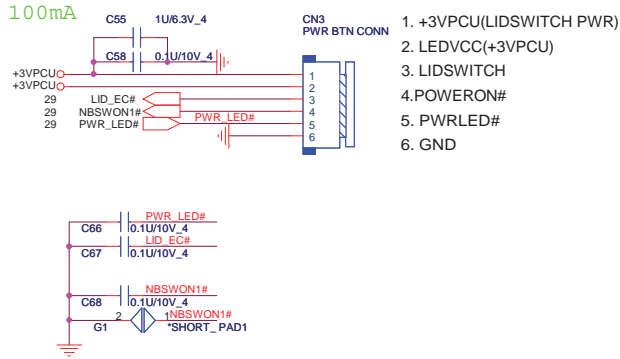 100mA
C55 1U/6.3V_4
C58 0.1U/10V_4
CN3
PWR BTN CONN
+3VPCU
+3VPCU
29 LID_EC#
29 NBSWON1#
29 PWR_LED#
PWR_LED#
1
2
3
4
5
6
1. +3VPCU(LIDSWITCH PWR)
2. LEDVCC(+3VPCU)
3. LIDSWITCH
4.POWERON#
5. PWRLED#
6. GND
PWR_LED#
C66 0.1U/10V_4
LID_EC#
C67 0.1U/10V_4
NBSWON1#
C68 0.1U/10V_4
2 1 NBSWON1#
G1 *SHORT_ PAD1